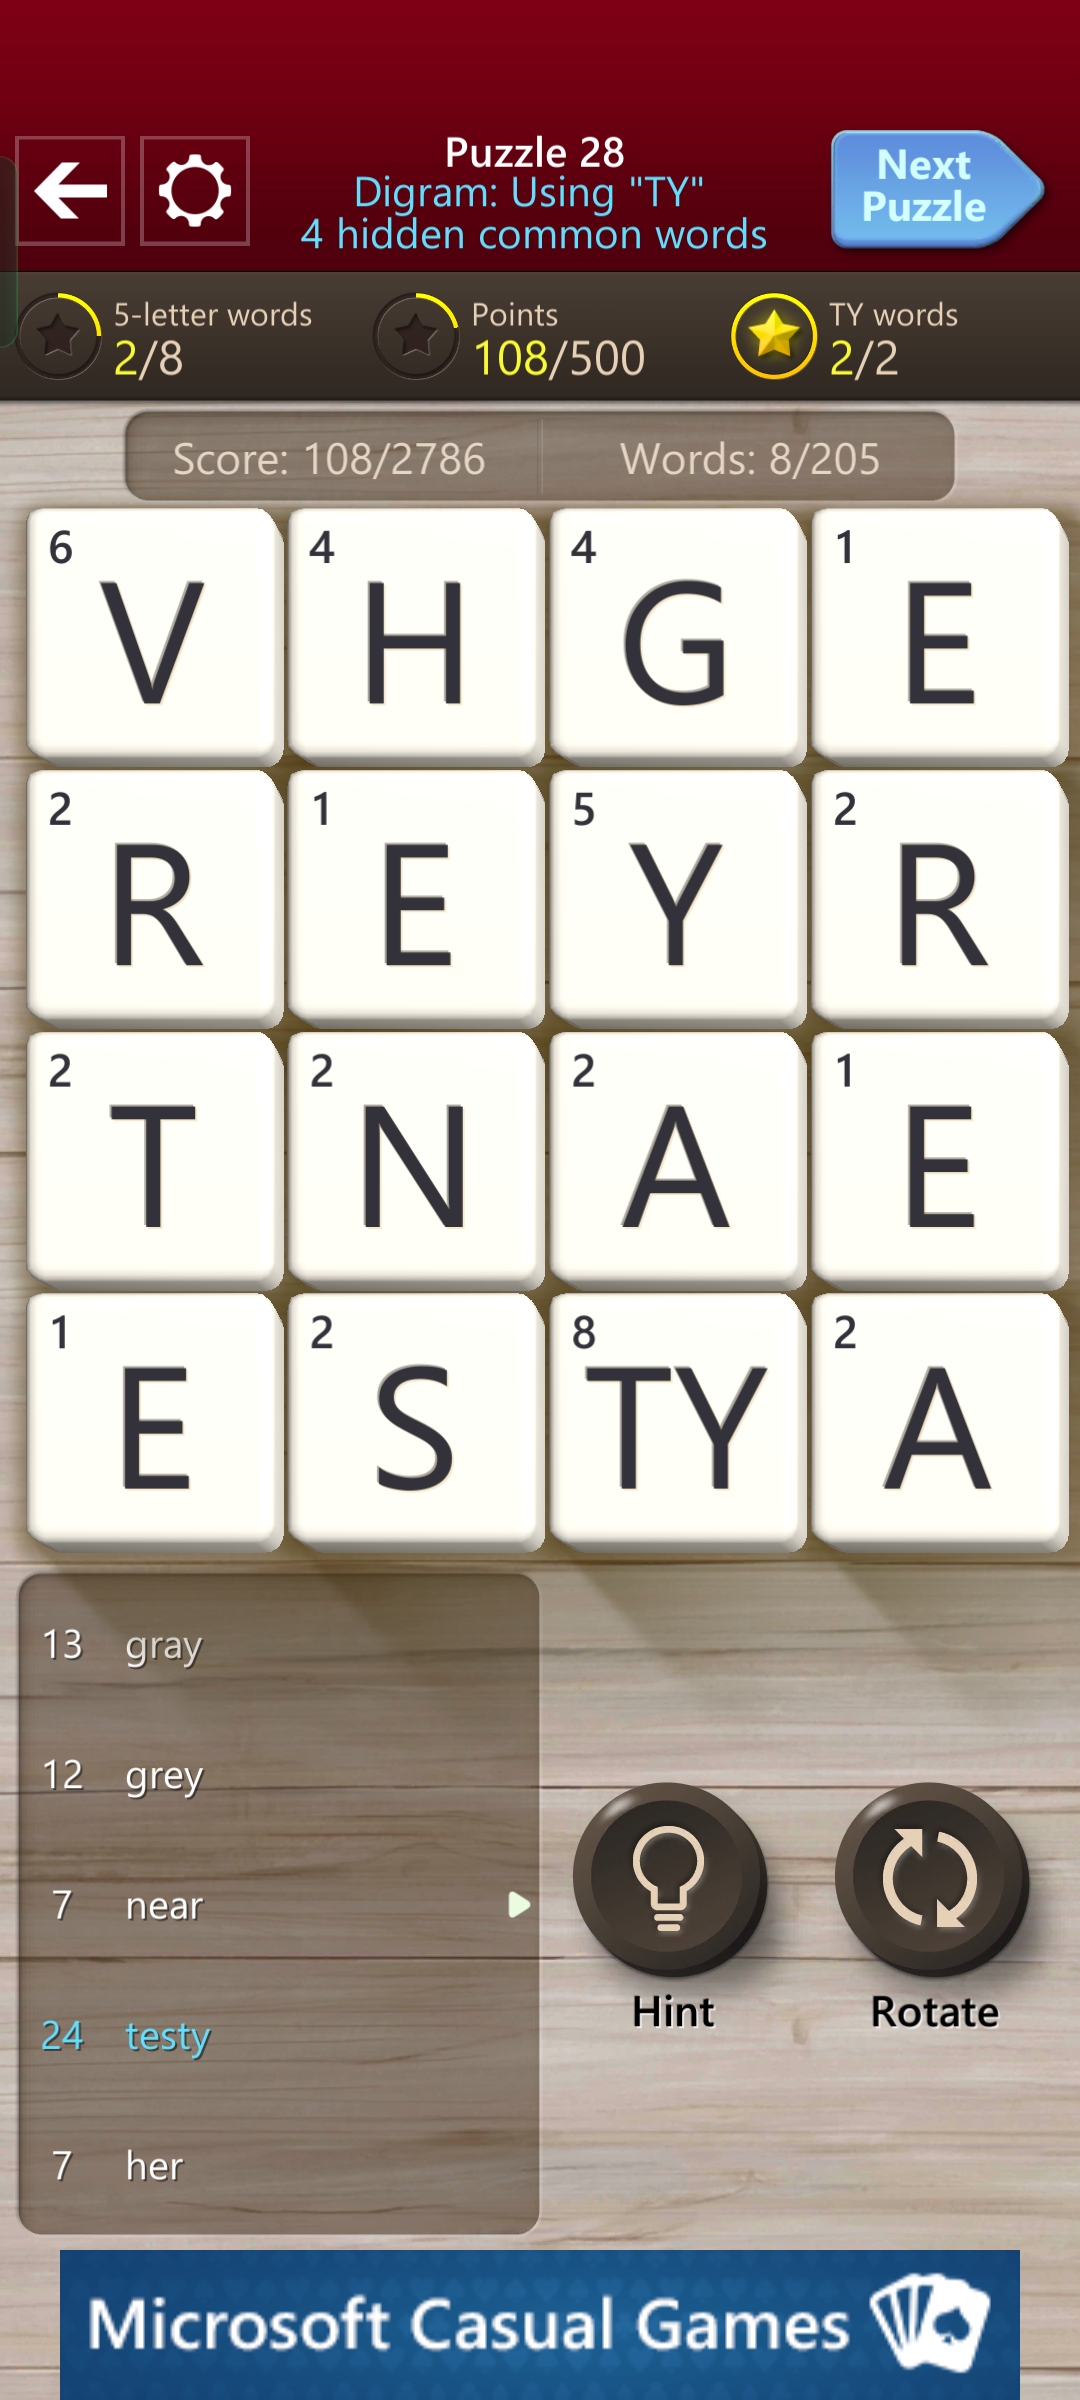 Puzzle 28
Digram: Using "TY"
4 hidden common words
Next
Puzzle
5-letter words
2/8
Points
108/500
TY words
2/2
Score: 108/2786
Words: 8/205
6 V 4 H 4 G 1 E
2 R 1 E 5 Y 2 R
2 T 2 N 2 A 1 E
1 E 2 S 8 TY 2 A
13 gray
12 grey
7 near
24 testy
7 her
Hint
Rotate
Microsoft Casual Games